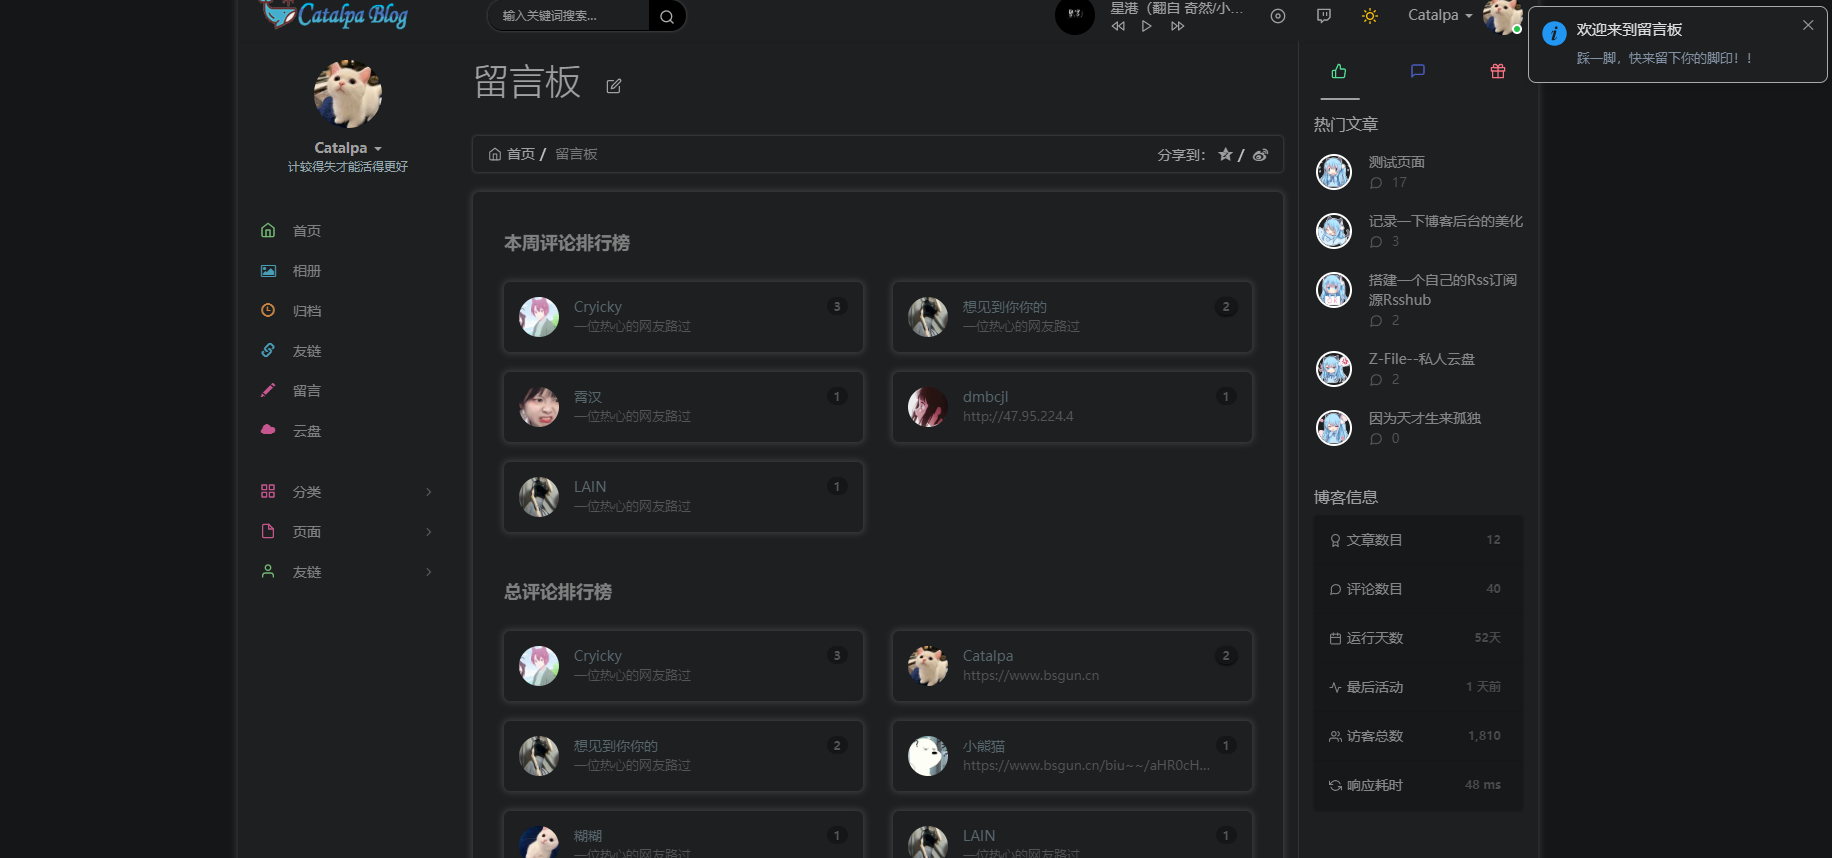 Catalpa Blog
输入关键词搜索...
星港（翻自 奇然/小...
Catalpa
欢迎来到留言板
踩一脚，快来留下你的脚印！！
Catalpa
计较得失才能活得更好
首页
相册
归档
友链
留言
云盘
分类
页面
友链
留言板
首页 / 留言板
分享到： /
本周评论排行榜
Cryicky 3
一位热心的网友路过
想见到你你的 2
一位热心的网友路过
霄汉 1
一位热心的网友路过
dmbcjl 1
http://47.95.224.4
LAIN 1
一位热心的网友路过
总评论排行榜
Cryicky 3
一位热心的网友路过
Catalpa 2
https://www.bsgun.cn
想见到你你的 2
一位热心的网友路过
小熊猫 1
https://www.bsgun.cn/biu~~/aHR0cH...
糊糊 1
一位热心的网友路过
LAIN 1
一位热心的网友路过
热门文章
测试页面
17
记录一下博客后台的美化
3
搭建一个自己的Rss订阅
源Rsshub
2
Z-File--私人云盘
2
因为天才生来孤独
0
博客信息
文章数目 12
评论数目 40
运行天数 52天
最后活动 1 天前
访客总数 1,810
响应耗时 48 ms